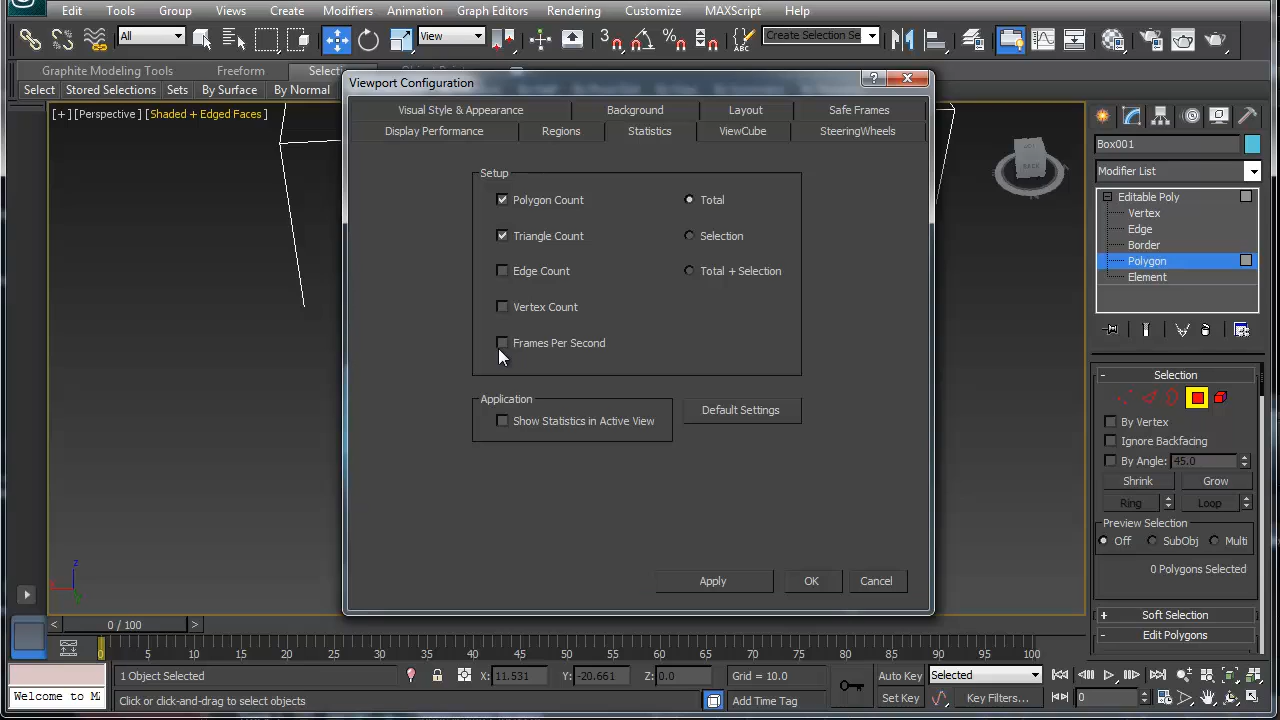 Edit Tools Group Views Create Modifiers Animation Graph Editors Rendering Customize MAXScript Help
All View Create Selection Se
Graphite Modeling Tools Freeform
Select Stored Selections Sets By Surface By Normal
[+] [Perspective] [Shaded + Edged Faces]
Viewport Configuration
Visual Style & Appearance Background Layout Safe Frames
Display Performance Regions Statistics ViewCube SteeringWheels
Setup
Polygon Count Total
Triangle Count Selection
Edge Count Total + Selection
Vertex Count
Frames Per Second
Application
Show Statistics in Active View Default Settings
Apply OK Cancel
BACK
Box001
Modifier List
Editable Poly
Vertex
Edge
Border
Polygon
Element
Selection
By Vertex
Ignore Backfacing
By Angle: 45.0
Shrink Grow
Ring Loop
Preview Selection
Off SubObj Multi
0 Polygons Selected
Soft Selection
Edit Polygons
z
< 0 / 100 >
0 5 10 15 20 25 30 35 40 45 50 55 60 65 70 75 80 85 90 95 100
1 Object Selected X: 11.531 Y: -20.661 Z: 0.0 Grid = 10.0 Auto Key Selected
Welcome to MA Click or click-and-drag to select objects Add Time Tag Set Key Key Filters... 0